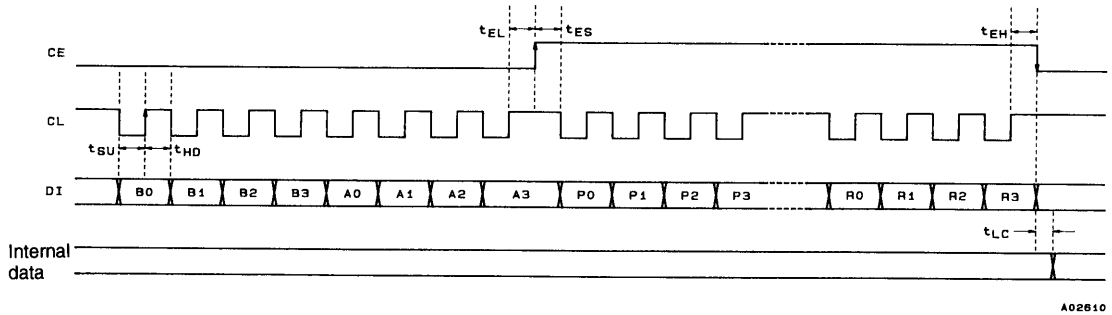 tEL tES tEH
CE
CL
tSU tHD
DI B0 B1 B2 B3 A0 A1 A2 A3 P0 P1 P2 P3 R0 R1 R2 R3
tLC
Internal
data
A02610